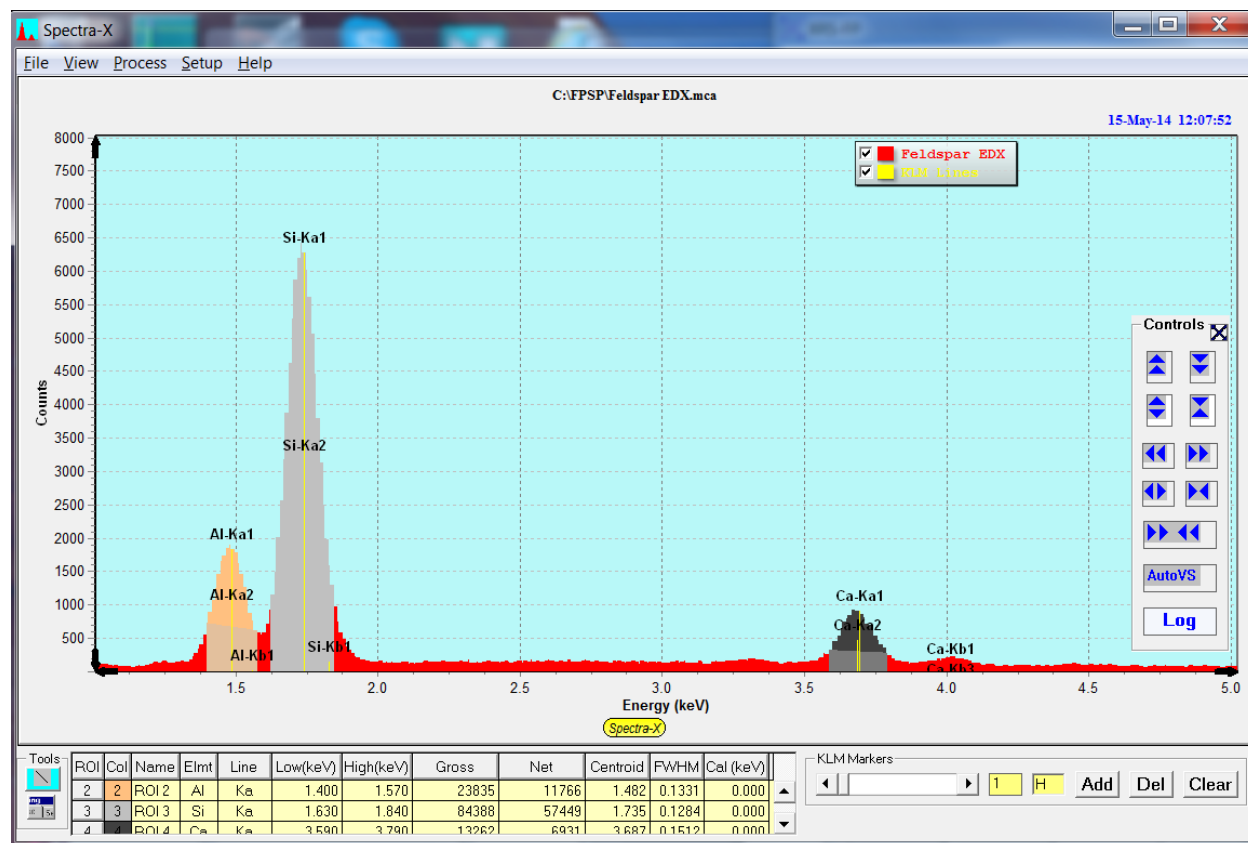 Spectra-X
File View Process Setup Help
C:\FPSP\Feldspar EDX.mca
15-May-14 12:07:52
Feldspar EDX
KLM Lines
8000
7500
7000
6500
6000
5500
5000
4500
4000
3500
3000
2500
2000
1500
1000
500
Counts
Si-Ka1
Si-Ka2
Al-Ka1
Al-Ka2
Al-Kb1
Si-Kb1
Ca-Ka1
Ca-Ka2
Ca-Kb1
Ca-Kb3
Controls
AutoVS
Log
1.5 2.0 2.5 3.0 3.5 4.0 4.5 5.0
Energy (keV)
Spectra-X
Tools
ROI Col Name Elmt Line Low(keV) High(keV) Gross Net Centroid FWHM Cal (keV)
2 2 ROI 2 Al Ka 1.400 1.570 23835 11766 1.482 0.1331 0.000
3 3 ROI 3 Si Ka 1.630 1.840 84388 57449 1.735 0.1284 0.000
4 4 ROI 4 Ca Ka 3.590 3.790 13262 6931 3.687 0.1512 0.000
KLM Markers
1 H Add Del Clear